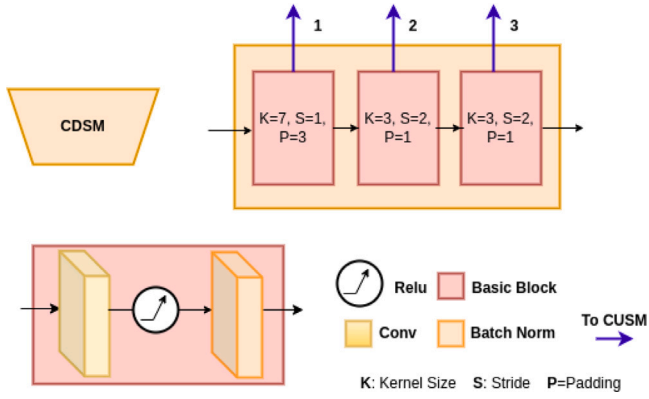 1
2
3
CDSM
K=7, S=1,
P=3
K=3, S=2,
P=1
K=3, S=2,
P=1
Relu
Basic Block
Conv
Batch Norm
To CUSM
K: Kernel Size S: Stride P=Padding